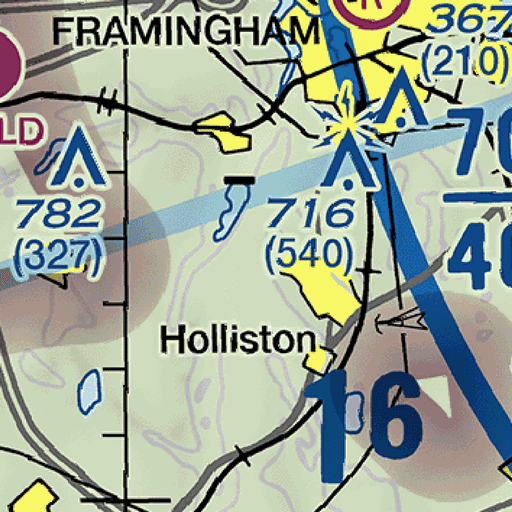 FRAMINGHAM
R
367
(210)
LD
782
(327)
716
(540)
Holliston
16